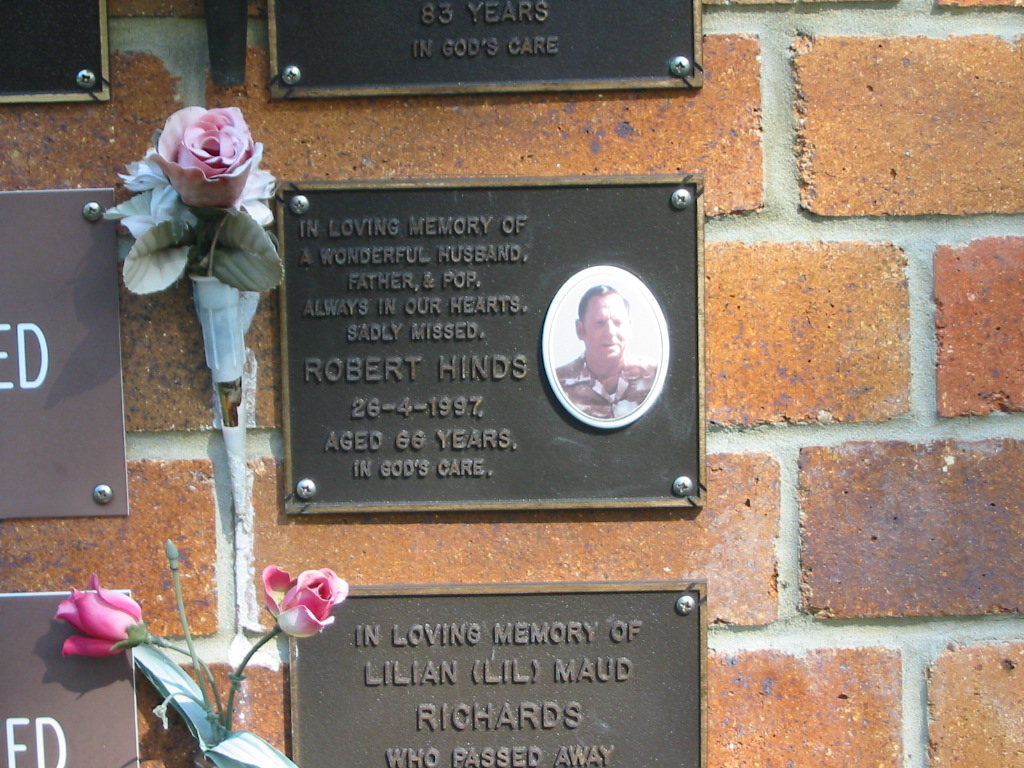 83 YEARS
IN GOD'S CARE
ED
IN LOVING MEMORY OF
A WONDERFUL HUSBAND,
FATHER, & POP.
ALWAYS IN OUR HEARTS.
SADLY MISSED.
ROBERT HINDS
26-4-1997.
AGED 66 YEARS.
IN GOD'S CARE.
ED
IN LOVING MEMORY OF
LILIAN (LIL) MAUD
RICHARDS
WHO PASSED AWAY